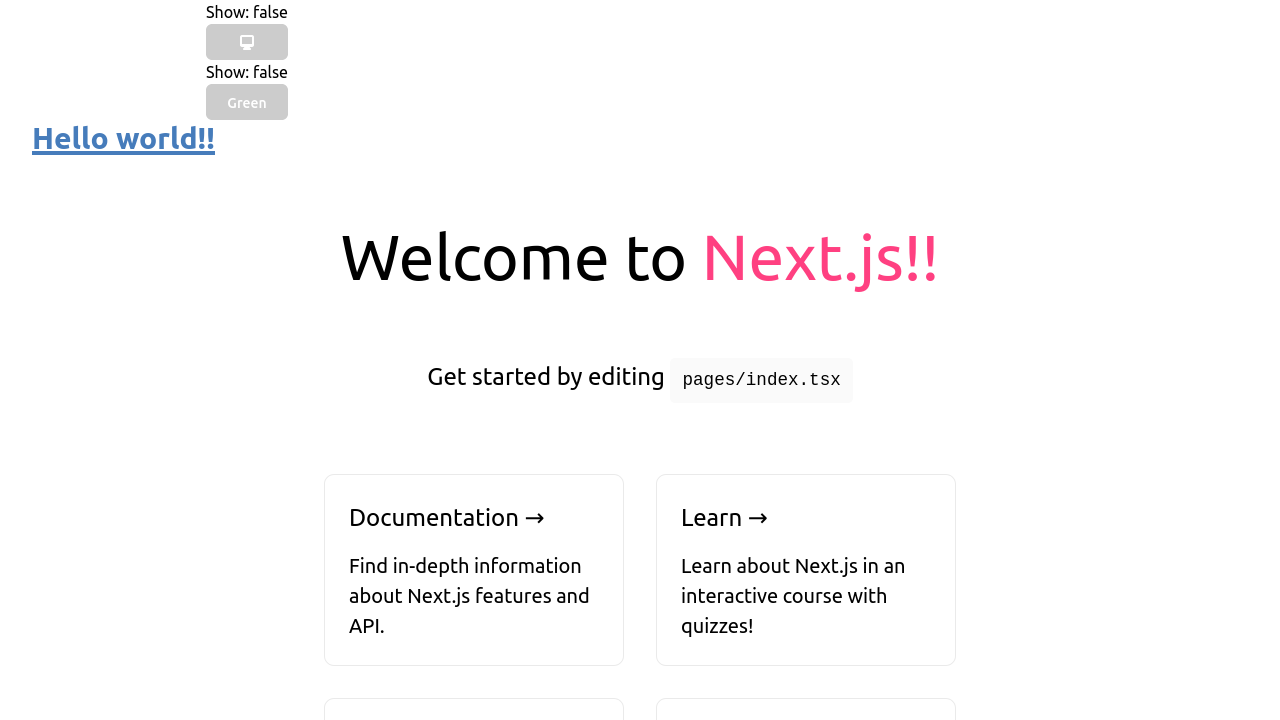 Show: false
Show: false
Green
Hello world!!
Welcome to Next.js!!
Get started by editing pages/index.tsx
Documentation →
Find in-depth information
about Next.js features and
API.
Learn →
Learn about Next.js in an
interactive course with
quizzes!